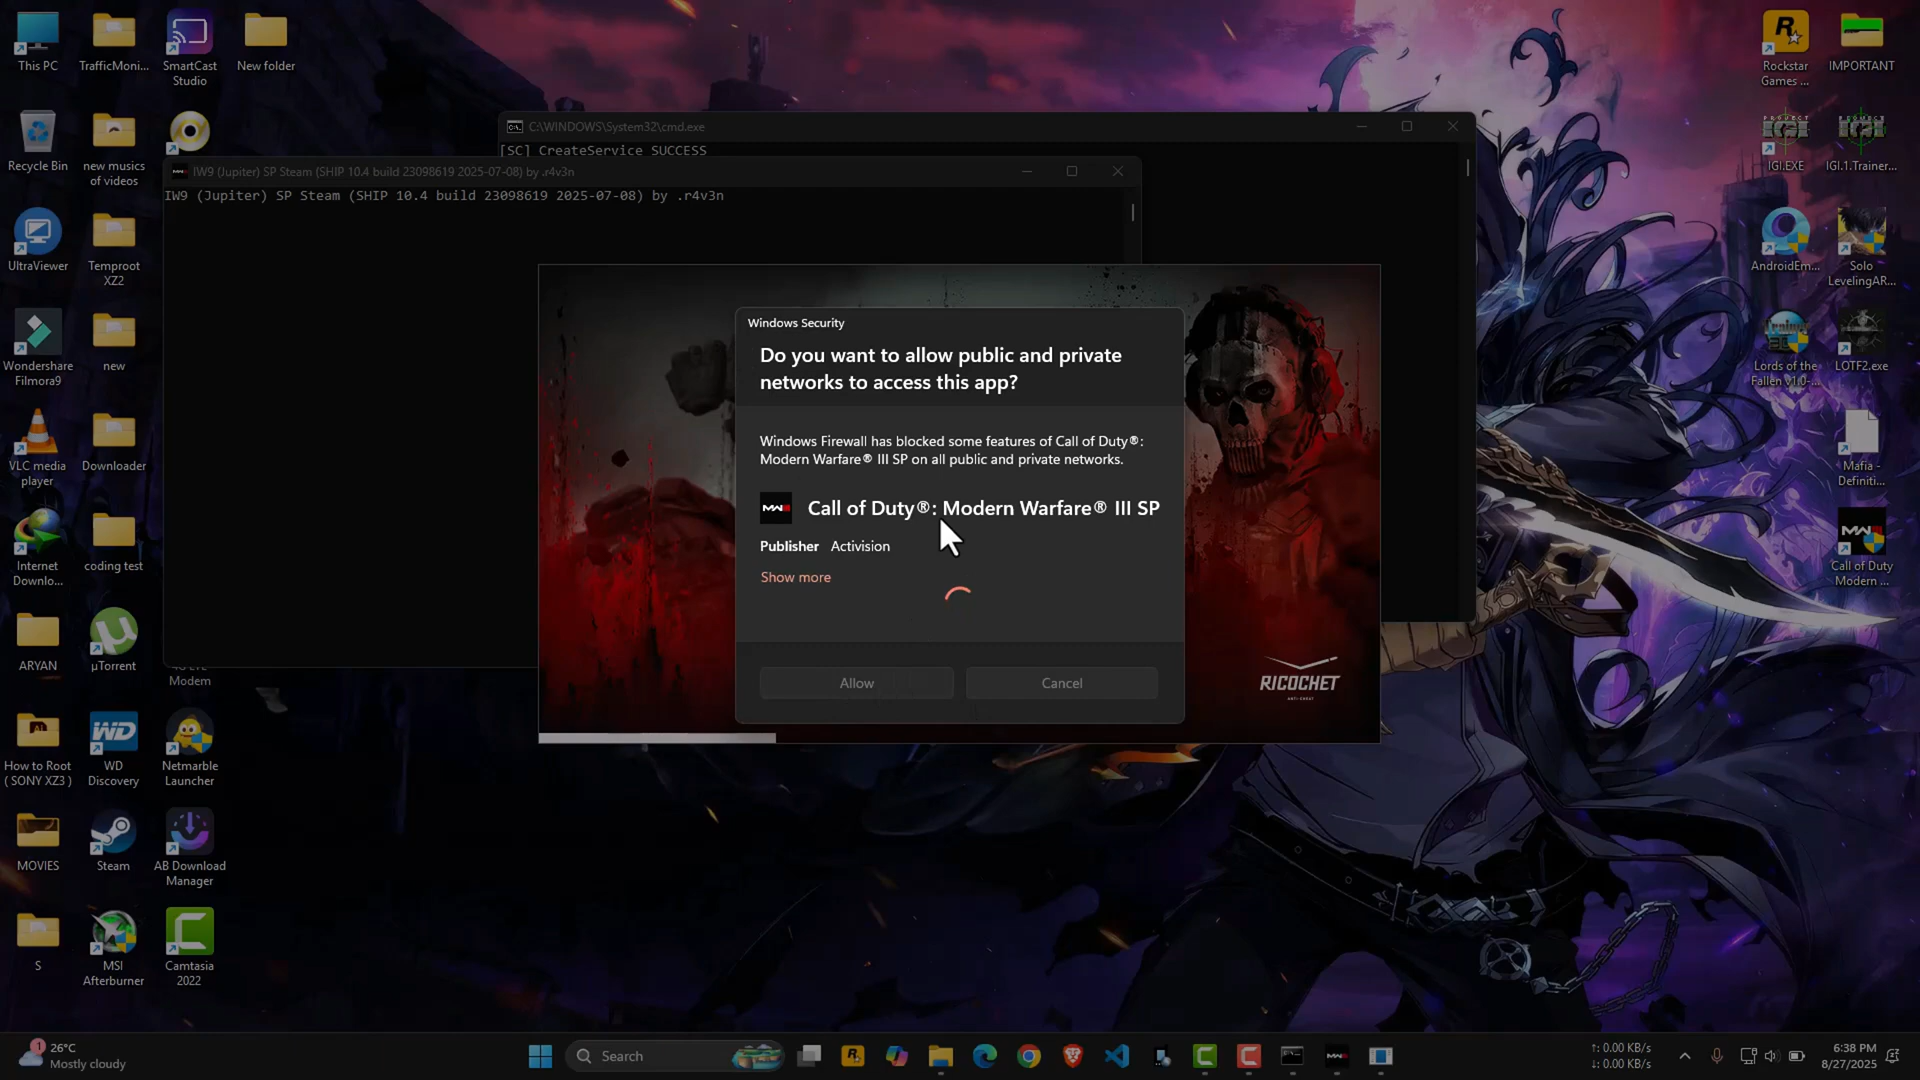 This PC
TrafficMoni...
SmartCast
Studio
New folder
Recycle Bin
new musics
of videos
UltraViewer
Temproot
XZ2
Wondershare
Filmora9
new
VLC media
player
Downloader
Internet
Downlo...
coding test
ARYAN
µTorrent
Modem
How to Root
( SONY XZ3 )
WD
Discovery
Netmarble
Launcher
MOVIES
Steam
AB Download
Manager
S
MSI
Afterburner
Camtasia
2022
C:\WINDOWS\System32\cmd.exe
[SC] CreateService SUCCESS
IW9 (Jupiter) SP Steam (SHIP 10.4 build 23098619 2025-07-08) by .r4v3n
IW9 (Jupiter) SP Steam (SHIP 10.4 build 23098619 2025-07-08) by .r4v3n
Windows Security
Do you want to allow public and private
networks to access this app?
Windows Firewall has blocked some features of Call of Duty®:
Modern Warfare® III SP on all public and private networks.
Call of Duty®: Modern Warfare® III SP
Publisher Activision
Show more
Allow
Cancel
RICOCHET
ANTI-CHEAT
Rockstar
Games ...
IMPORTANT
IGI.EXE
IGI.1.Trainer...
AndroidEm...
Solo
LevelingAR...
Lords of the
Fallen v1.0-...
LOTF2.exe
Mafia -
Definiti...
Call of Duty
Modern ...
26°C
Mostly cloudy
Search
↑: 0.00 KB/s
↓: 0.00 KB/s
6:38 PM
8/27/2025